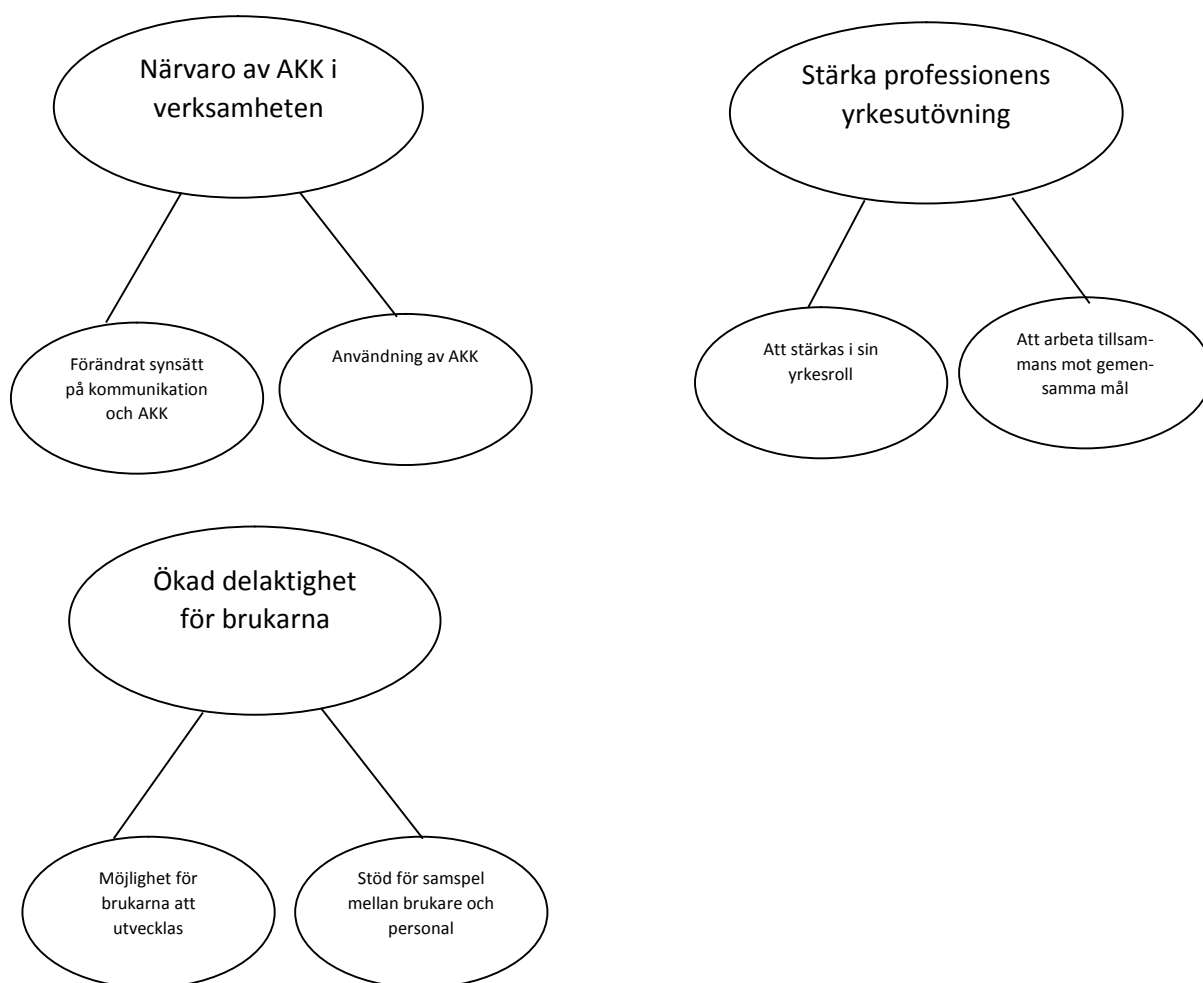 Närvaro av AKK i
verksamheten
Förändrat synsätt
på kommunikation
och AKK
Användning av AKK
Stärka professionens
yrkesutövning
Att stärkas i sin
yrkesroll
Att arbeta tillsam-
mans mot gemen-
samma mål
Ökad delaktighet
för brukarna
Möjlighet för
brukarna att
utvecklas
Stöd för samspel
mellan brukare och
personal